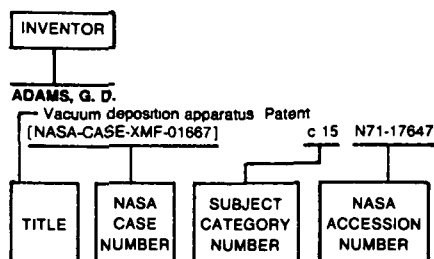 INVENTOR
ADAMS, G. D.
Vacuum deposition apparatus Patent
[NASA-CASE-XMF-01667] c 15 N71-17647
TITLE NASA CASE NUMBER SUBJECT CATEGORY NUMBER NASA ACCESSION NUMBER